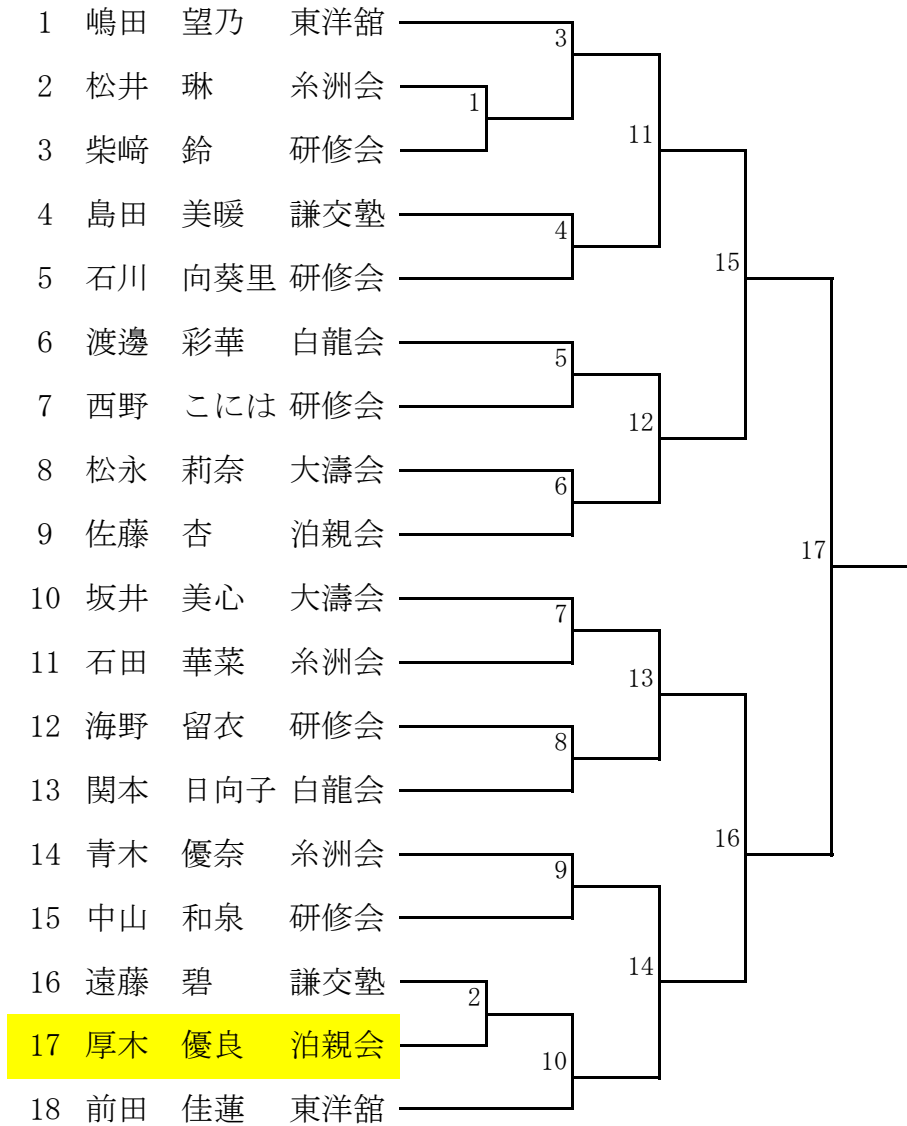 1 嶋田 望乃 東洋舘
2 松井 琳 糸洲会
3 柴﨑 鈴 研修会
4 島田 美暖 謙交塾
5 石川 向葵里 研修会
6 渡邊 彩華 白龍会
7 西野 こには 研修会
8 松永 莉奈 大濤会
9 佐藤 杏 泊親会
10 坂井 美心 大濤会
11 石田 華菜 糸洲会
12 海野 留衣 研修会
13 関本 日向子 白龍会
14 青木 優奈 糸洲会
15 中山 和泉 研修会
16 遠藤 碧 謙交塾
17 厚木 優良 泊親会
18 前田 佳蓮 東洋舘
1
2
3
4
5
6
7
8
9
10
11
12
13
14
15
16
17